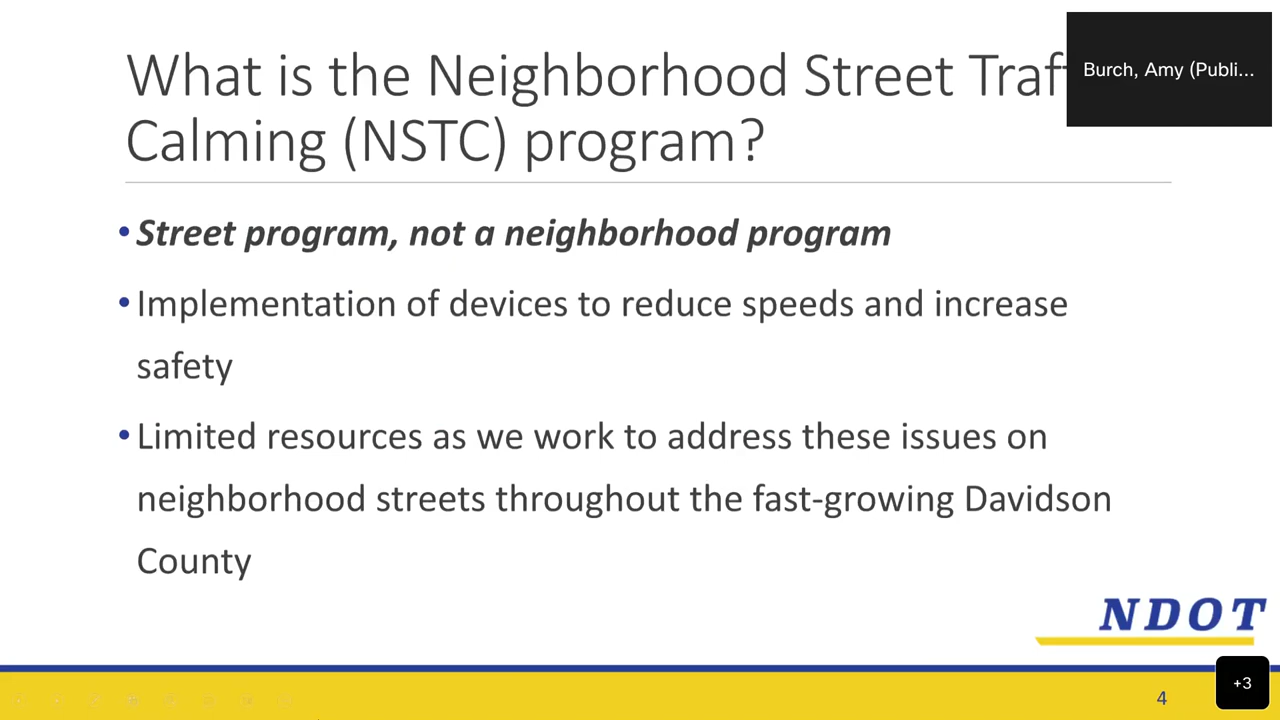 What is the Neighborhood Street Traf
Calming (NSTC) program?
Burch, Amy (Publi...
• Street program, not a neighborhood program
• Implementation of devices to reduce speeds and increase
safety
• Limited resources as we work to address these issues on
neighborhood streets throughout the fast-growing Davidson
County
NDOT
4
+3